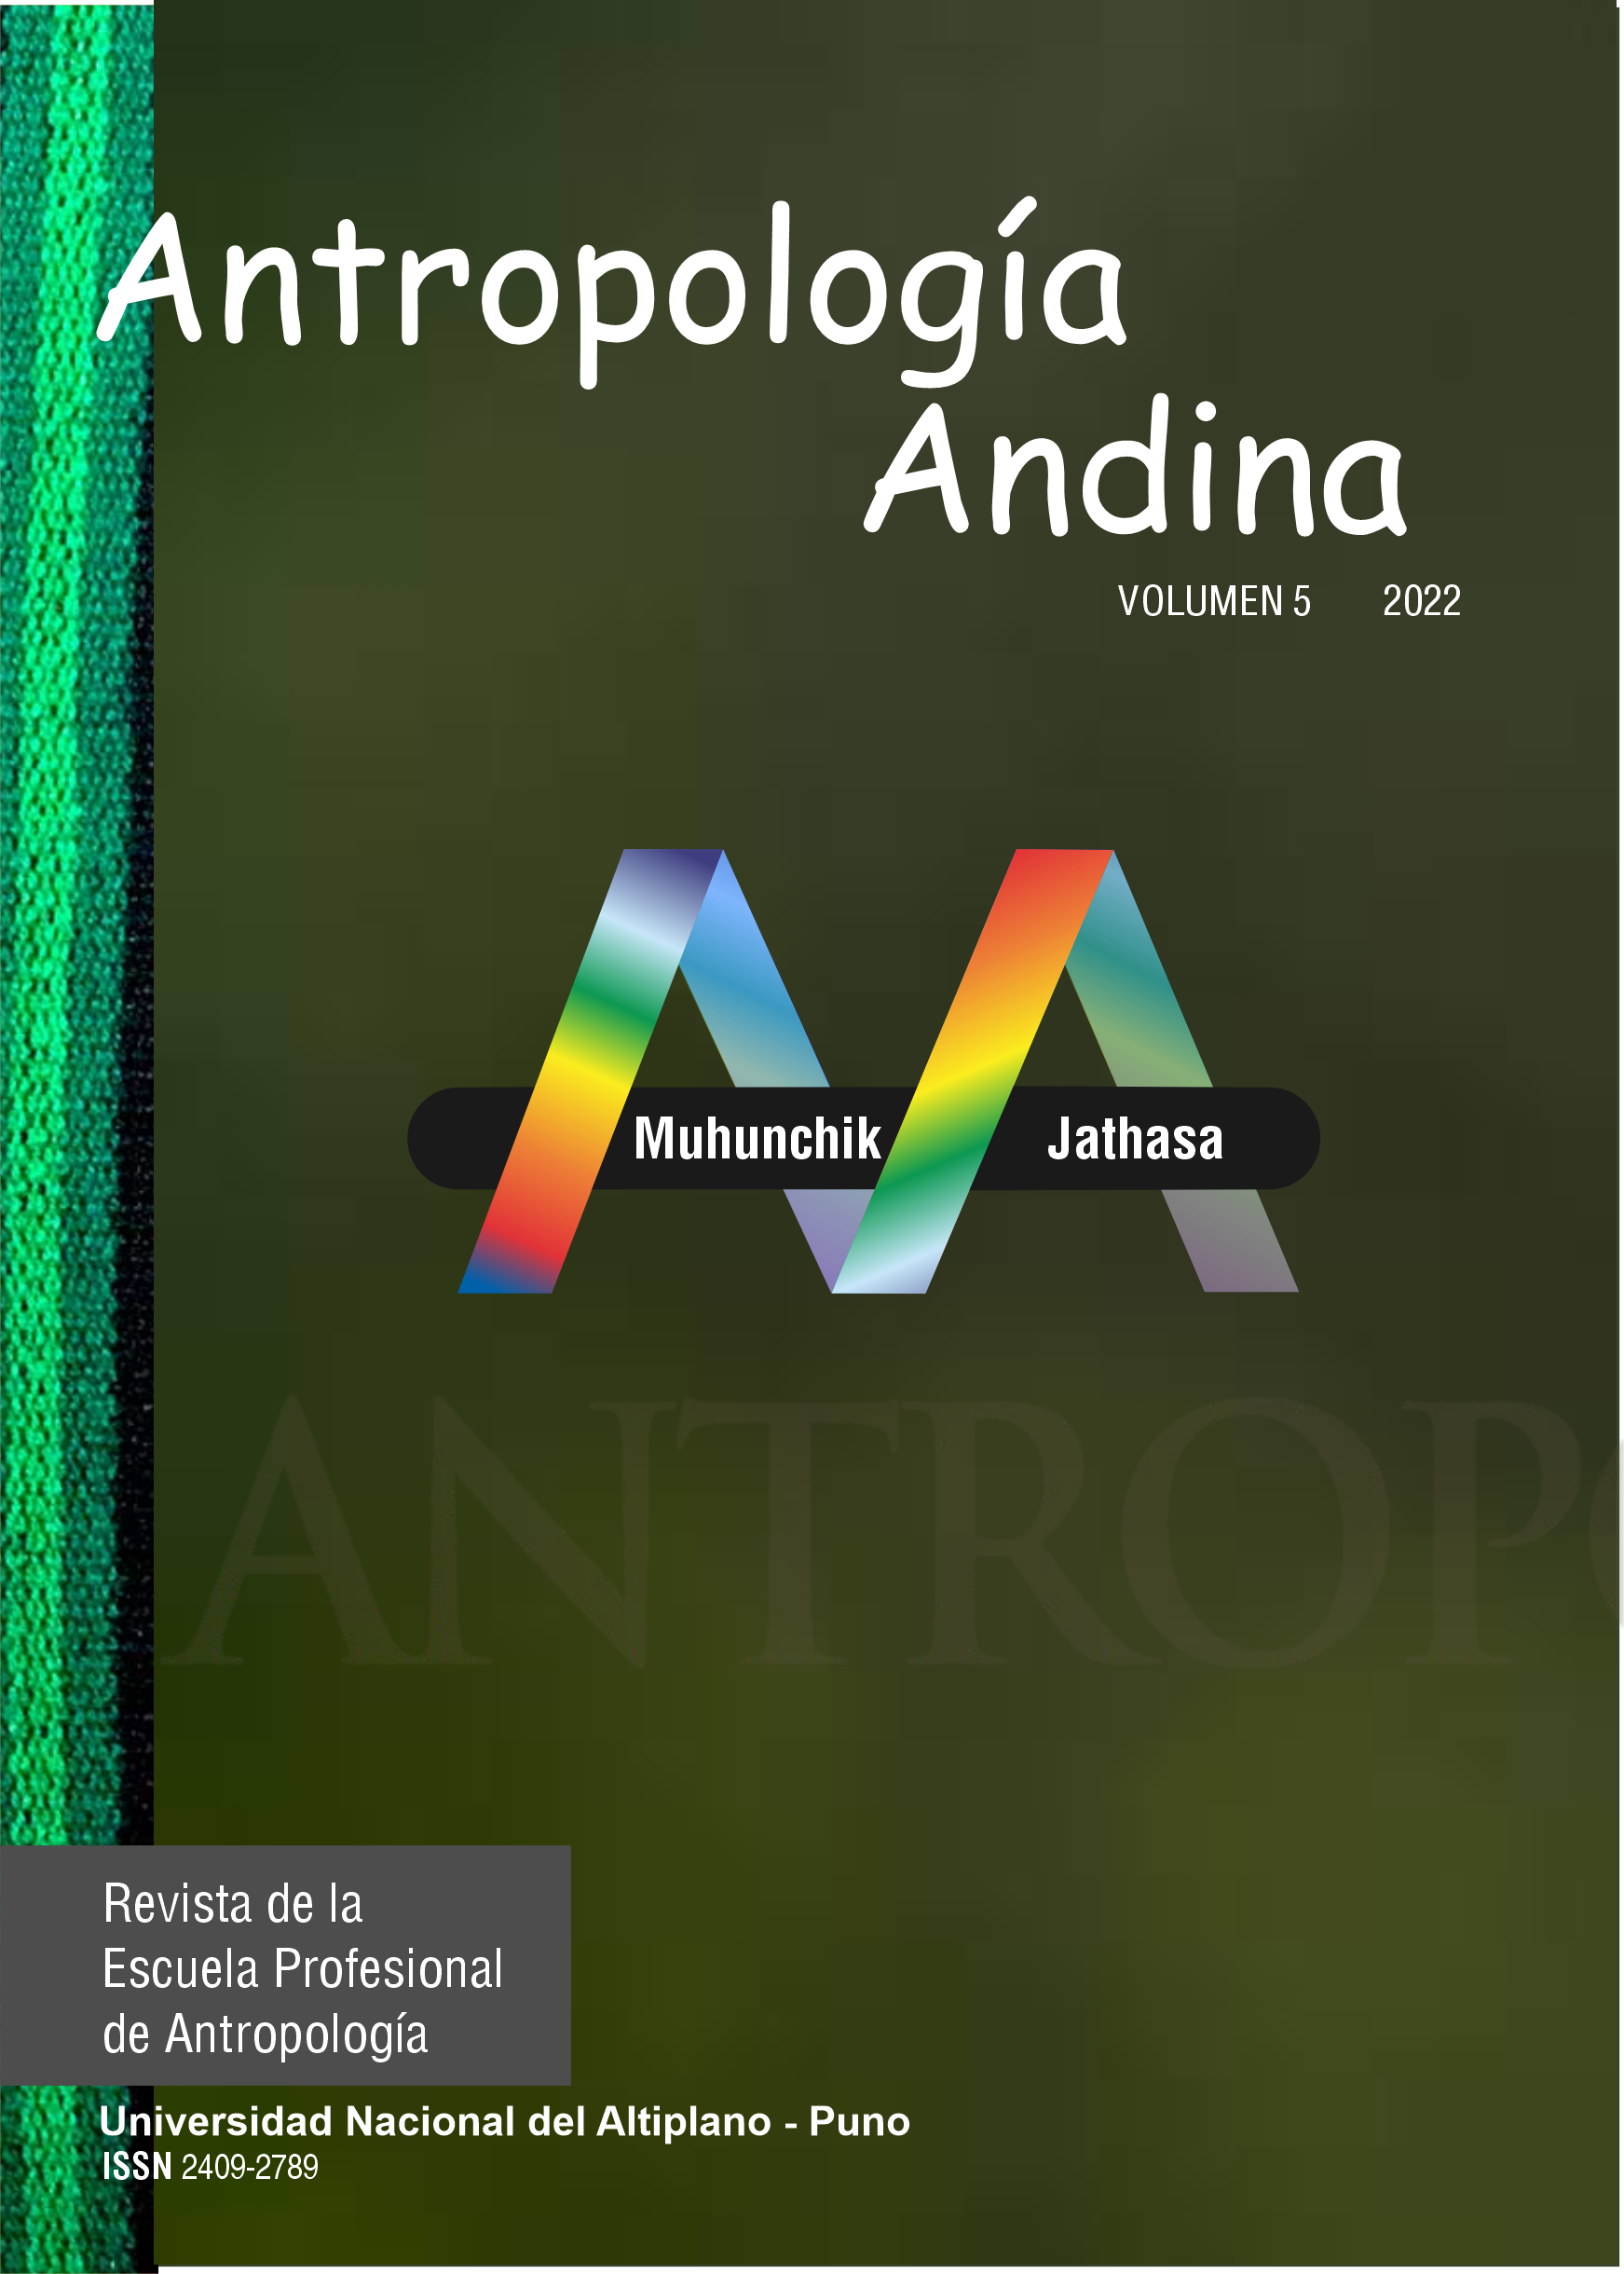 Antropología
Andina
VOLUMEN 5 2022
Muhunchik Jathasa
ANTROP
Revista de la
Escuela Profesional
de Antropología
Universidad Nacional del Altiplano - Puno
ISSN 2409-2789